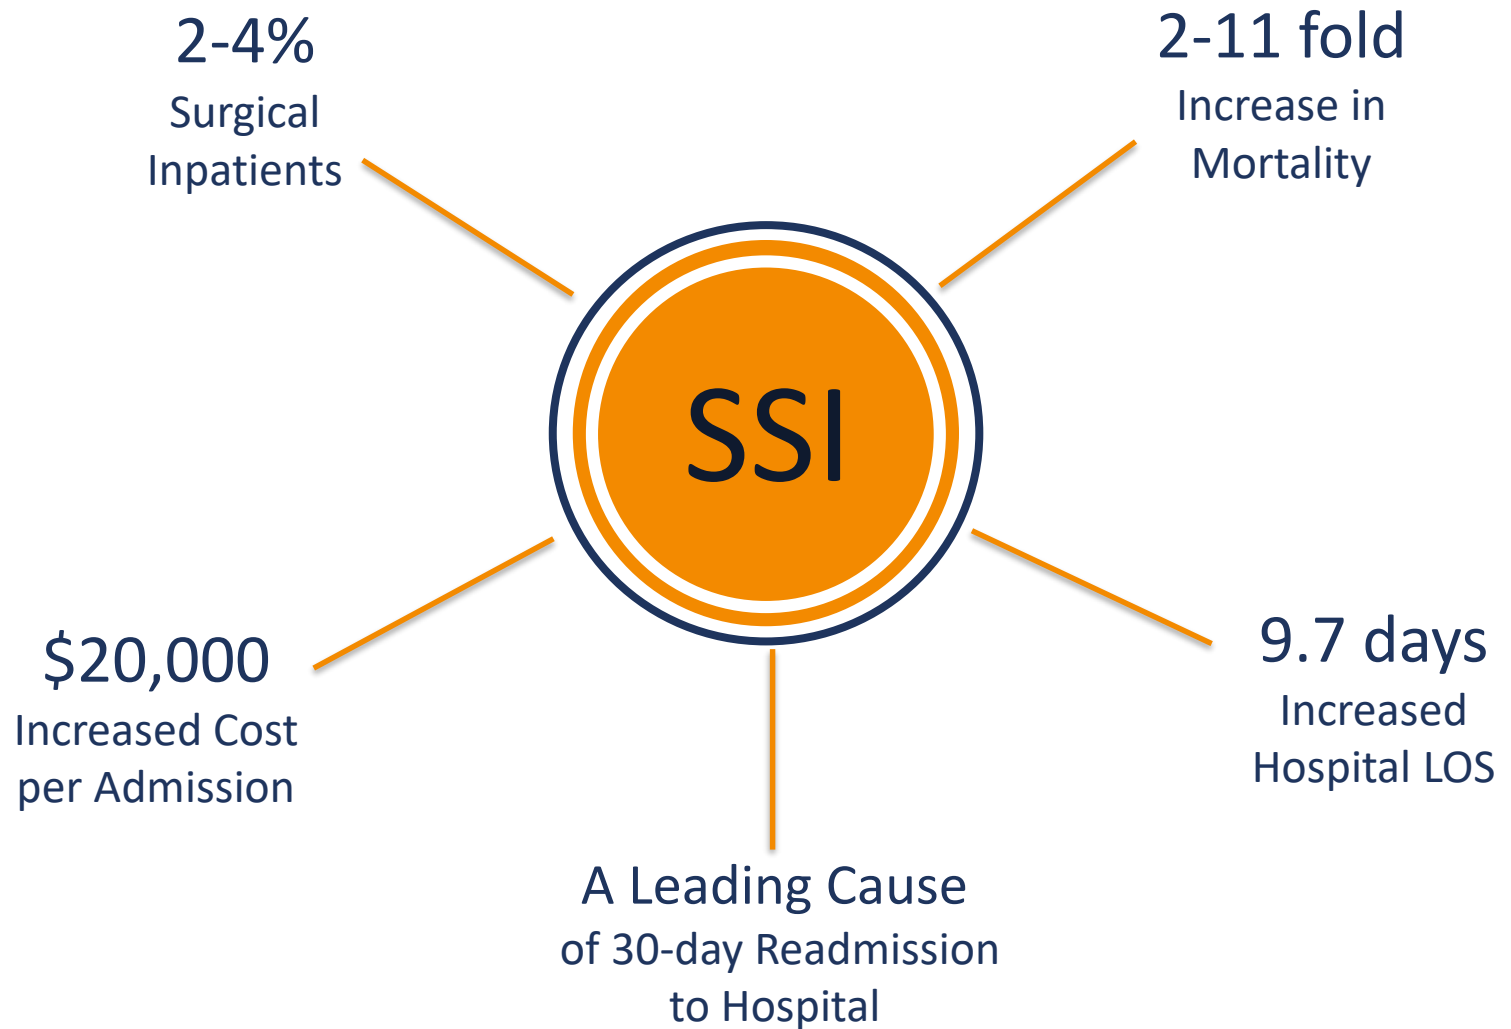 2-4%
Surgical
Inpatients
2-11 fold
Increase in
Mortality
SSI
$20,000
Increased Cost
per Admission
9.7 days
Increased
Hospital LOS
A Leading Cause
of 30-day Readmission
to Hospital